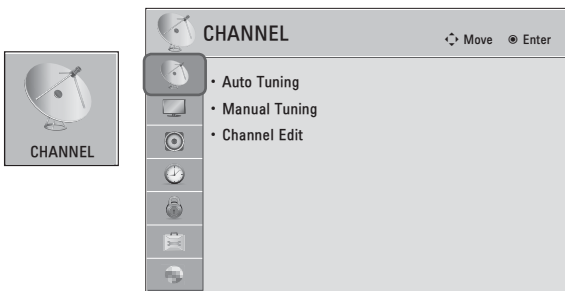 CHANNEL
CHANNEL
Move Enter
• Auto Tuning
• Manual Tuning
• Channel Edit